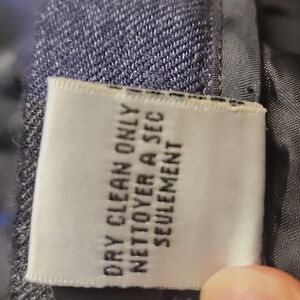 DRY CLEAN ONLY
NETTOYER A SEC
SEULEMENT